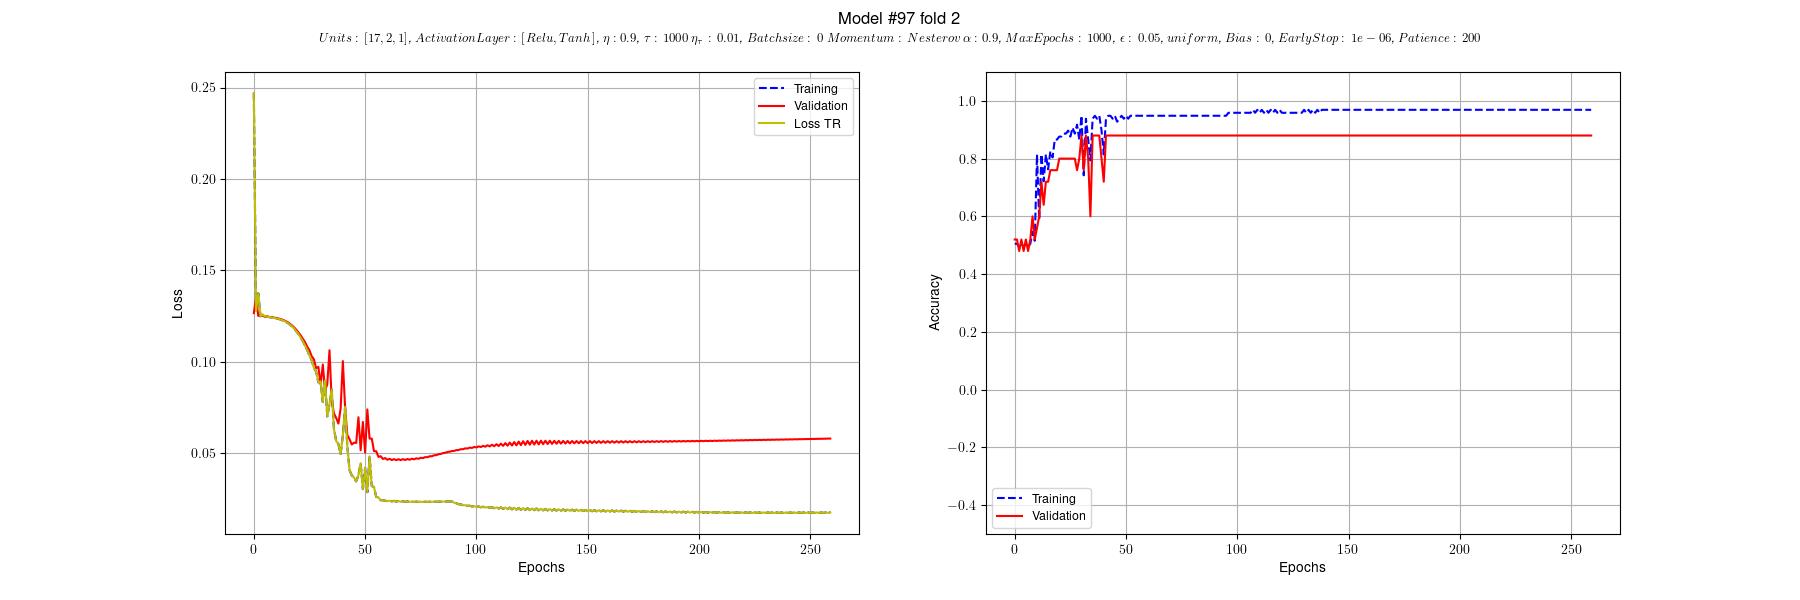 Model #97 fold 2
Units : [17, 2, 1], ActivationLayer : [Relu, Tanh], η : 0.9, τ : 1000 η_τ : 0.01, Batchsize : 0 Momentum : Nesterov α : 0.9, MaxEpochs : 1000, ϵ : 0.05, uniform, Bias : 0, EarlyStop : 1e − 06, Patience : 200
0.25
0.20
0.15
0.10
0.05
Loss
0 50 100 150 200 250
Epochs
Training
Validation
Loss TR
1.0
0.8
0.6
0.4
0.2
0.0
−0.2
−0.4
Accuracy
0 50 100 150 200 250
Epochs
Training
Validation